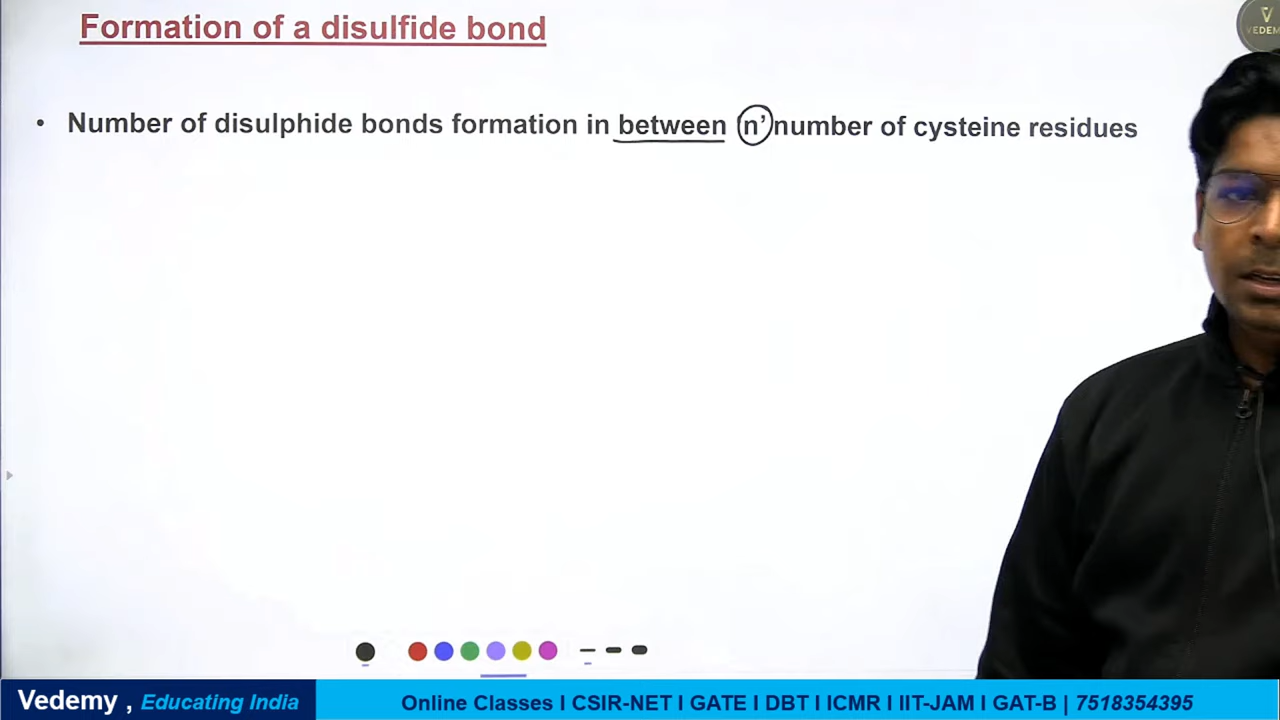 Formation of a disulfide bond
V
VEDEM
• Number of disulphide bonds formation in between n’number of cysteine residues
Vedemy , Educating India
Online Classes I CSIR-NET I GATE I DBT I ICMR I IIT-JAM I GAT-B | 7518354395